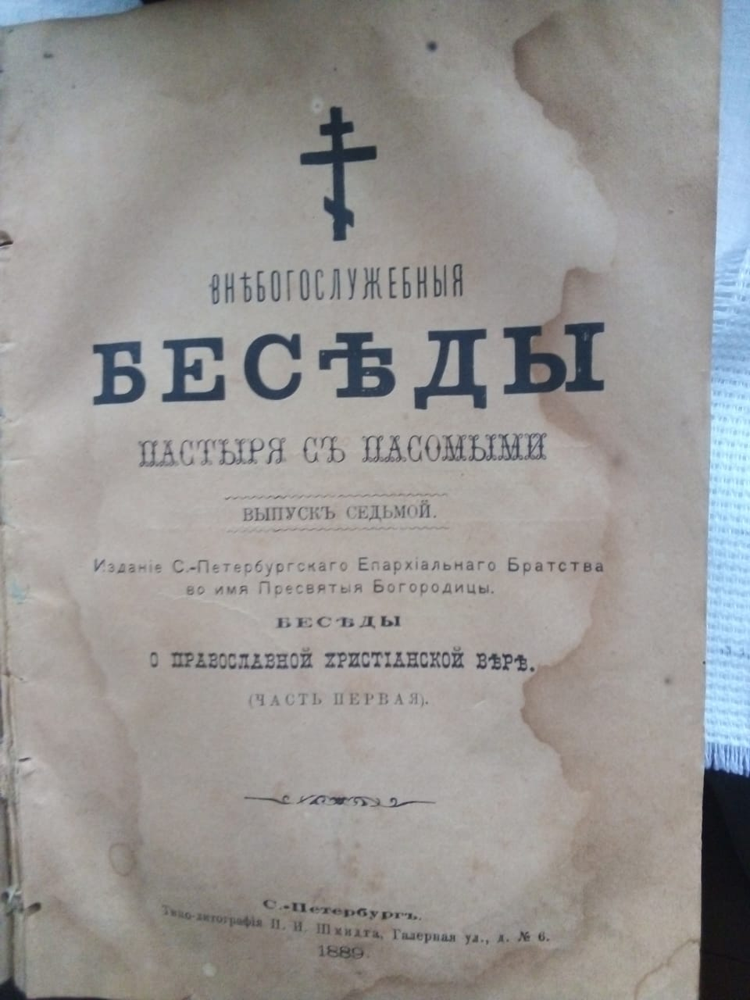 ВНѢБОГОСЛУЖЕБНЫЯ
БЕСѢДЫ
ПАСТЫРЯ СЪ ПАСОМЫМИ
ВЫПУСКЪ СЕДЬМОЙ.
Изданіе С.-Петербургскаго Епархіальнаго Братства
во имя Пресвятыя Богородицы.
БЕСѢДЫ
О ПРАВОСЛАВНОЙ ХРИСТІАНСКОЙ ВѢРѢ.
(ЧАСТЬ ПЕРВАЯ).
С.-Петербургъ.
Типо-литографія П. И. Шмидта, Галерная ул., д. № 6.
1889.